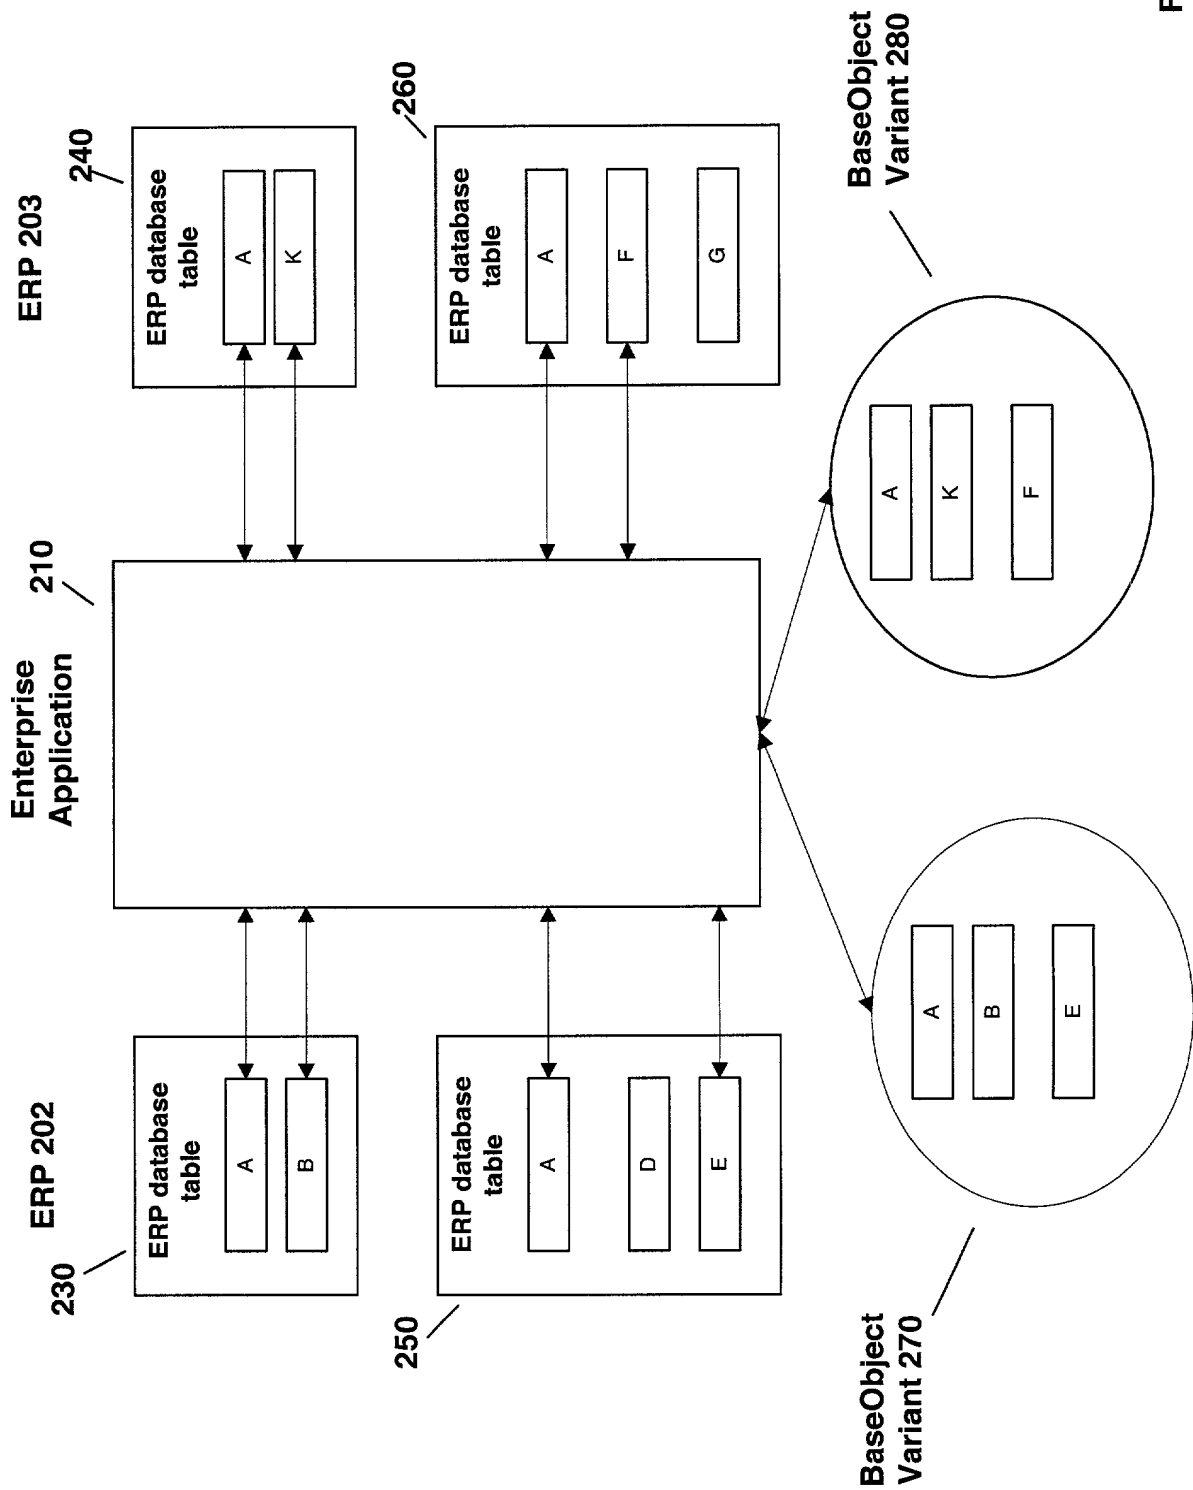 ERP 202
Enterprise
Application
ERP 203
230
210
240
ERP database
table
A
B
ERP database
table
A
K
250
260
ERP database
table
A
D
E
ERP database
table
A
F
G
BaseObject
Variant 270
A
B
E
BaseObject
Variant 280
A
K
F